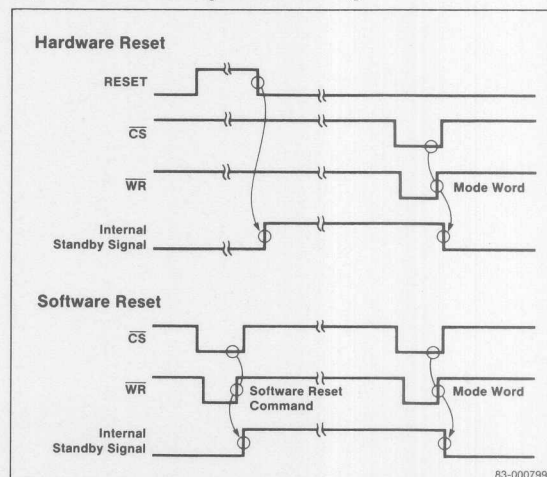 Hardware Reset
RESET
CS
WR
Mode Word
Internal
Standby Signal
Software Reset
CS
WR
Software Reset
Command
Mode Word
Internal
Standby Signal
83-000799